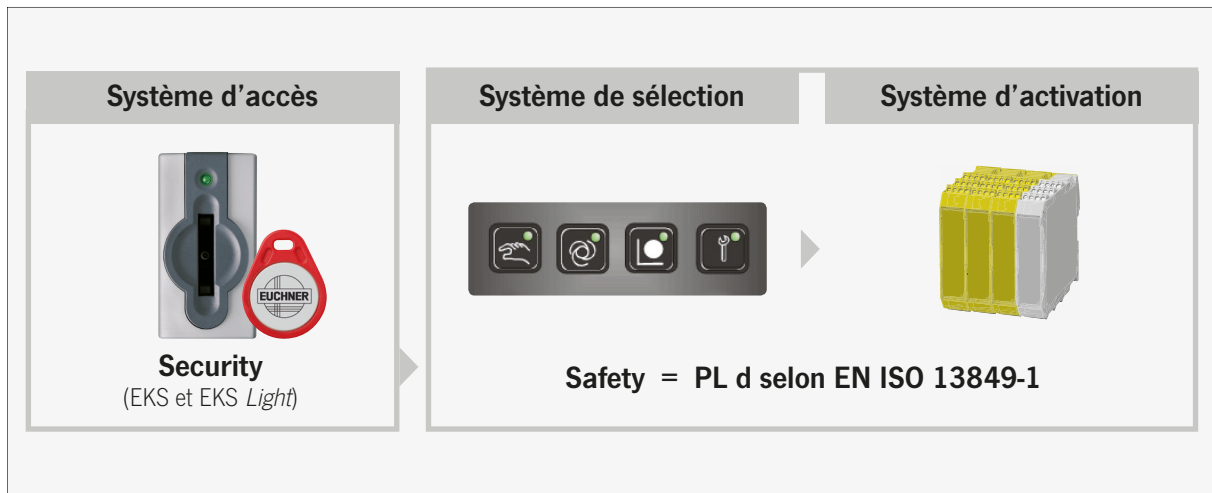 Système d’accès
Système de sélection
Système d’activation
EUCHNER
Security
(EKS et EKS Light)
Safety = PL d selon EN ISO 13849-1